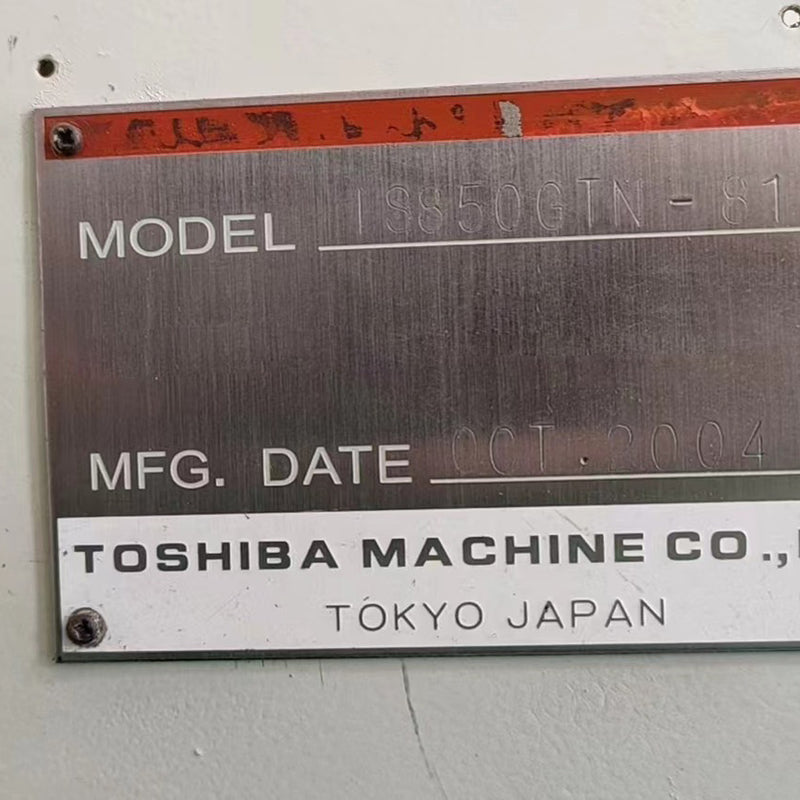 MODEL IS850GTN - 81
MFG. DATE OCT. 2004
TOSHIBA MACHINE CO.,
TOKYO JAPAN